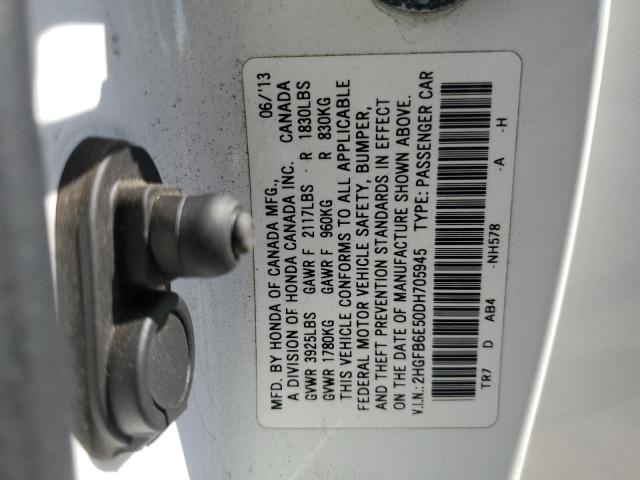 MFD. BY HONDA OF CANADA MFG., 06/'13
A DIVISION OF HONDA CANADA INC. CANADA
GVWR 3925LBS GAWR F 2117LBS R 1830LBS
GVWR 1780KG GAWR F 960KG R 830KG
THIS VEHICLE CONFORMS TO ALL APPLICABLE
FEDERAL MOTOR VEHICLE SAFETY, BUMPER,
AND THEFT PREVENTION STANDARDS IN EFFECT
ON THE DATE OF MANUFACTURE SHOWN ABOVE.
V.I.N.: 2HGFB6E50DH705945 TYPE: PASSENGER CAR
TR7 D AB4 -NH578 -A -H